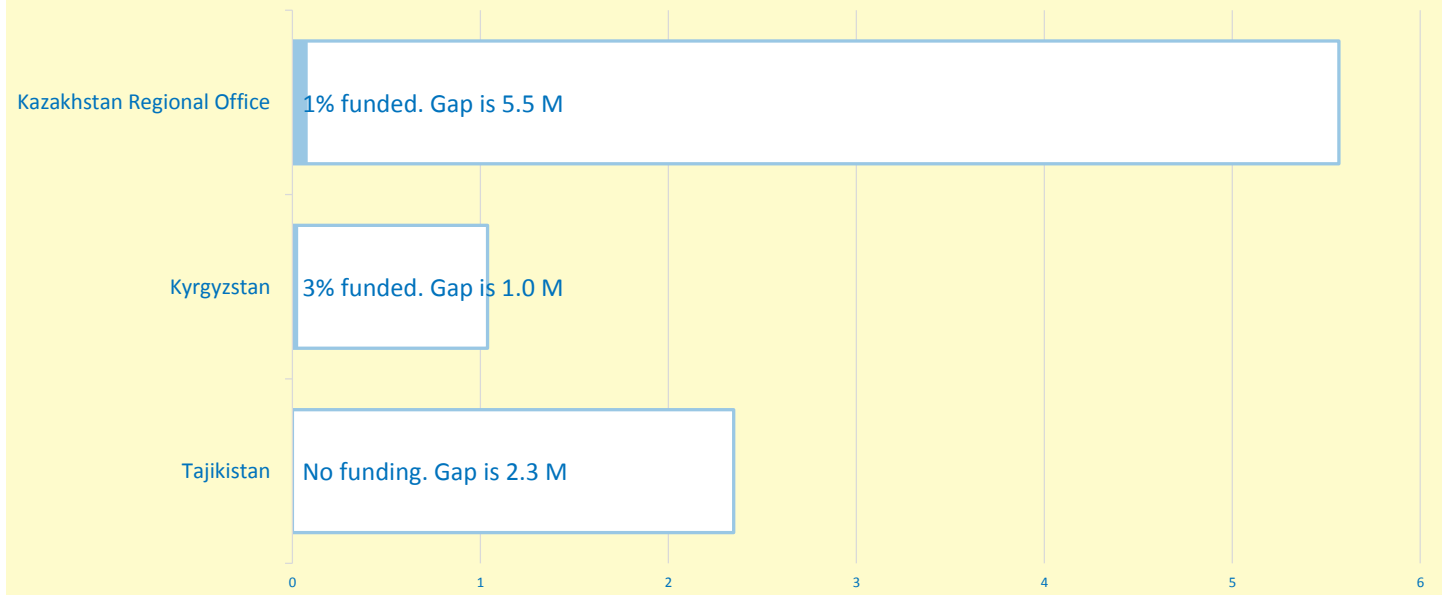 Kazakhstan Regional Office
1% funded. Gap is 5.5 M
Kyrgyzstan
3% funded. Gap is 1.0 M
Tajikistan
No funding. Gap is 2.3 M
0 1 2 3 4 5 6